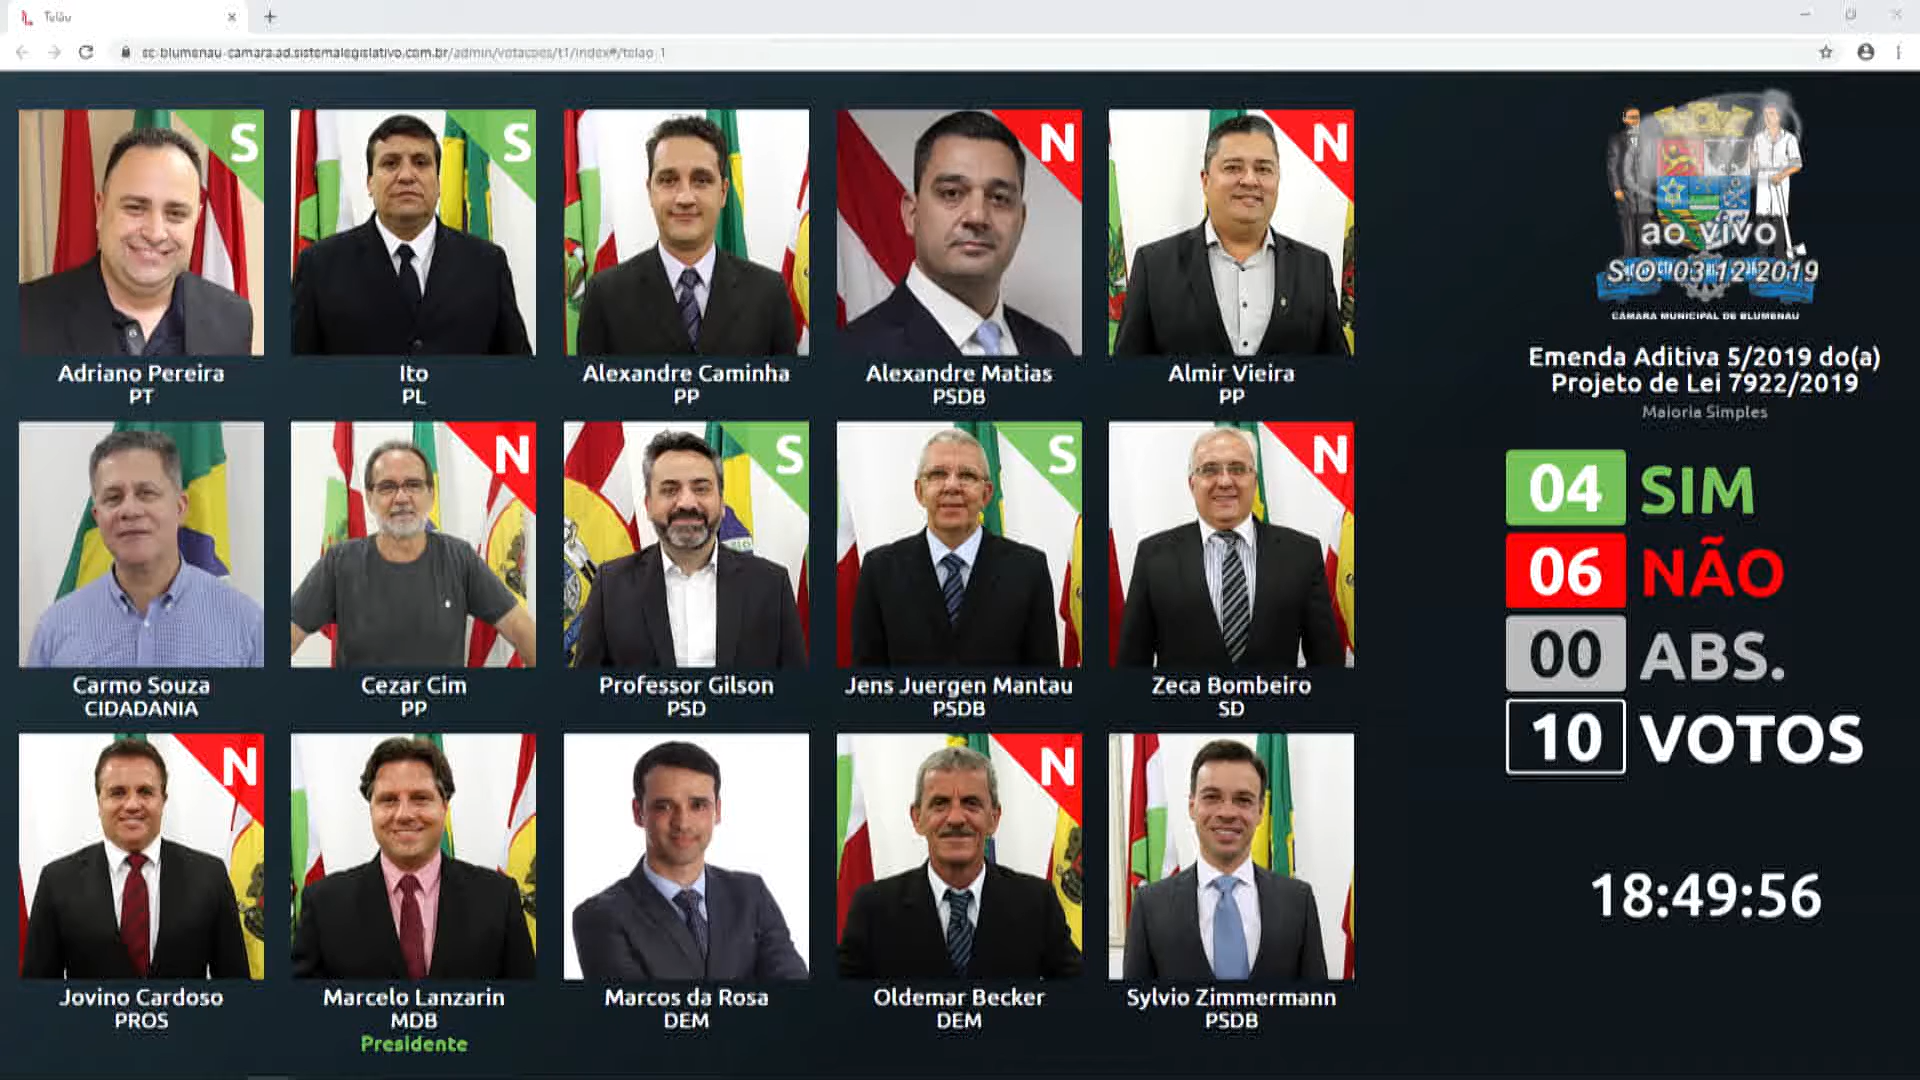 Telão
sc-blumenau-camara.ad.sistemalegislativo.com.br/admin/votacoes/t1/index#/telao_1
S
S
N
N
ao vivo
S.O. 03.12.2019
CÂMARA MUNICIPAL DE BLUMENAU
Adriano Pereira
PT
Ito
PL
Alexandre Caminha
PP
Alexandre Matias
PSDB
Almir Vieira
PP
Emenda Aditiva 5/2019 do(a)
Projeto de Lei 7922/2019
Maioria Simples
N
S
S
N
Carmo Souza
CIDADANIA
Cezar Cim
PP
Professor Gilson
PSD
Jens Juergen Mantau
PSDB
Zeca Bombeiro
SD
04 SIM
06 NÃO
00 ABS.
10 VOTOS
N
N
Jovino Cardoso
PROS
Marcelo Lanzarin
MDB
Presidente
Marcos da Rosa
DEM
Oldemar Becker
DEM
Sylvio Zimmermann
PSDB
18:49:56